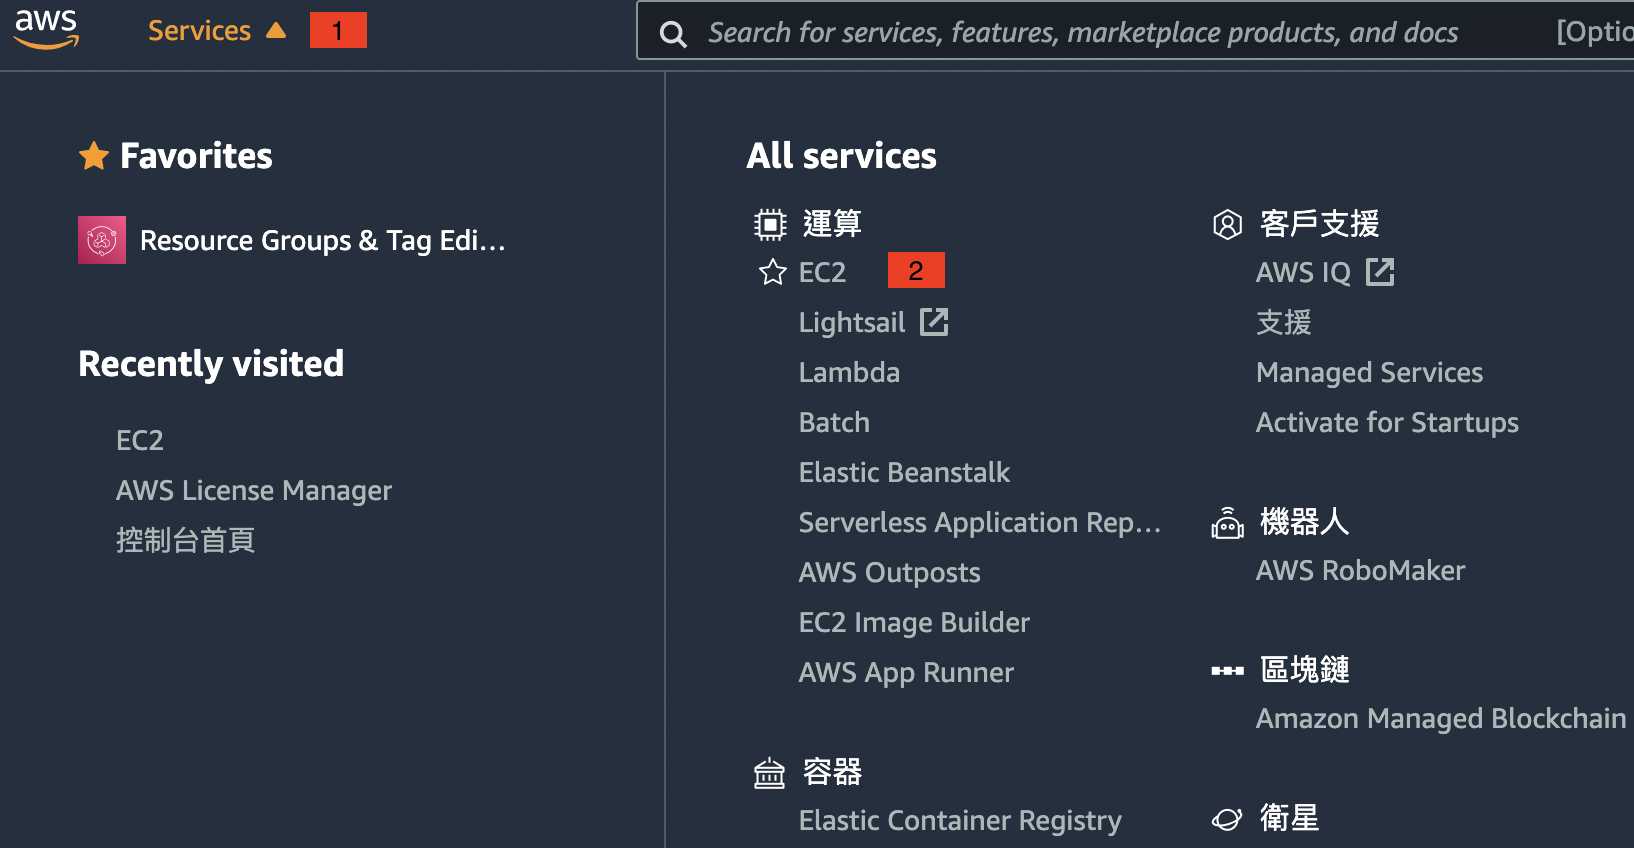 aws
Services 1
Search for services, features, marketplace products, and docs [Optio
Favorites
Resource Groups & Tag Edi...
Recently visited
EC2
AWS License Manager
控制台首頁
All services
運算
EC2 2
Lightsail
Lambda
Batch
Elastic Beanstalk
Serverless Application Rep...
AWS Outposts
EC2 Image Builder
AWS App Runner
容器
Elastic Container Registry
客戶支援
AWS IQ
支援
Managed Services
Activate for Startups
機器人
AWS RoboMaker
區塊鏈
Amazon Managed Blockchain
衛星